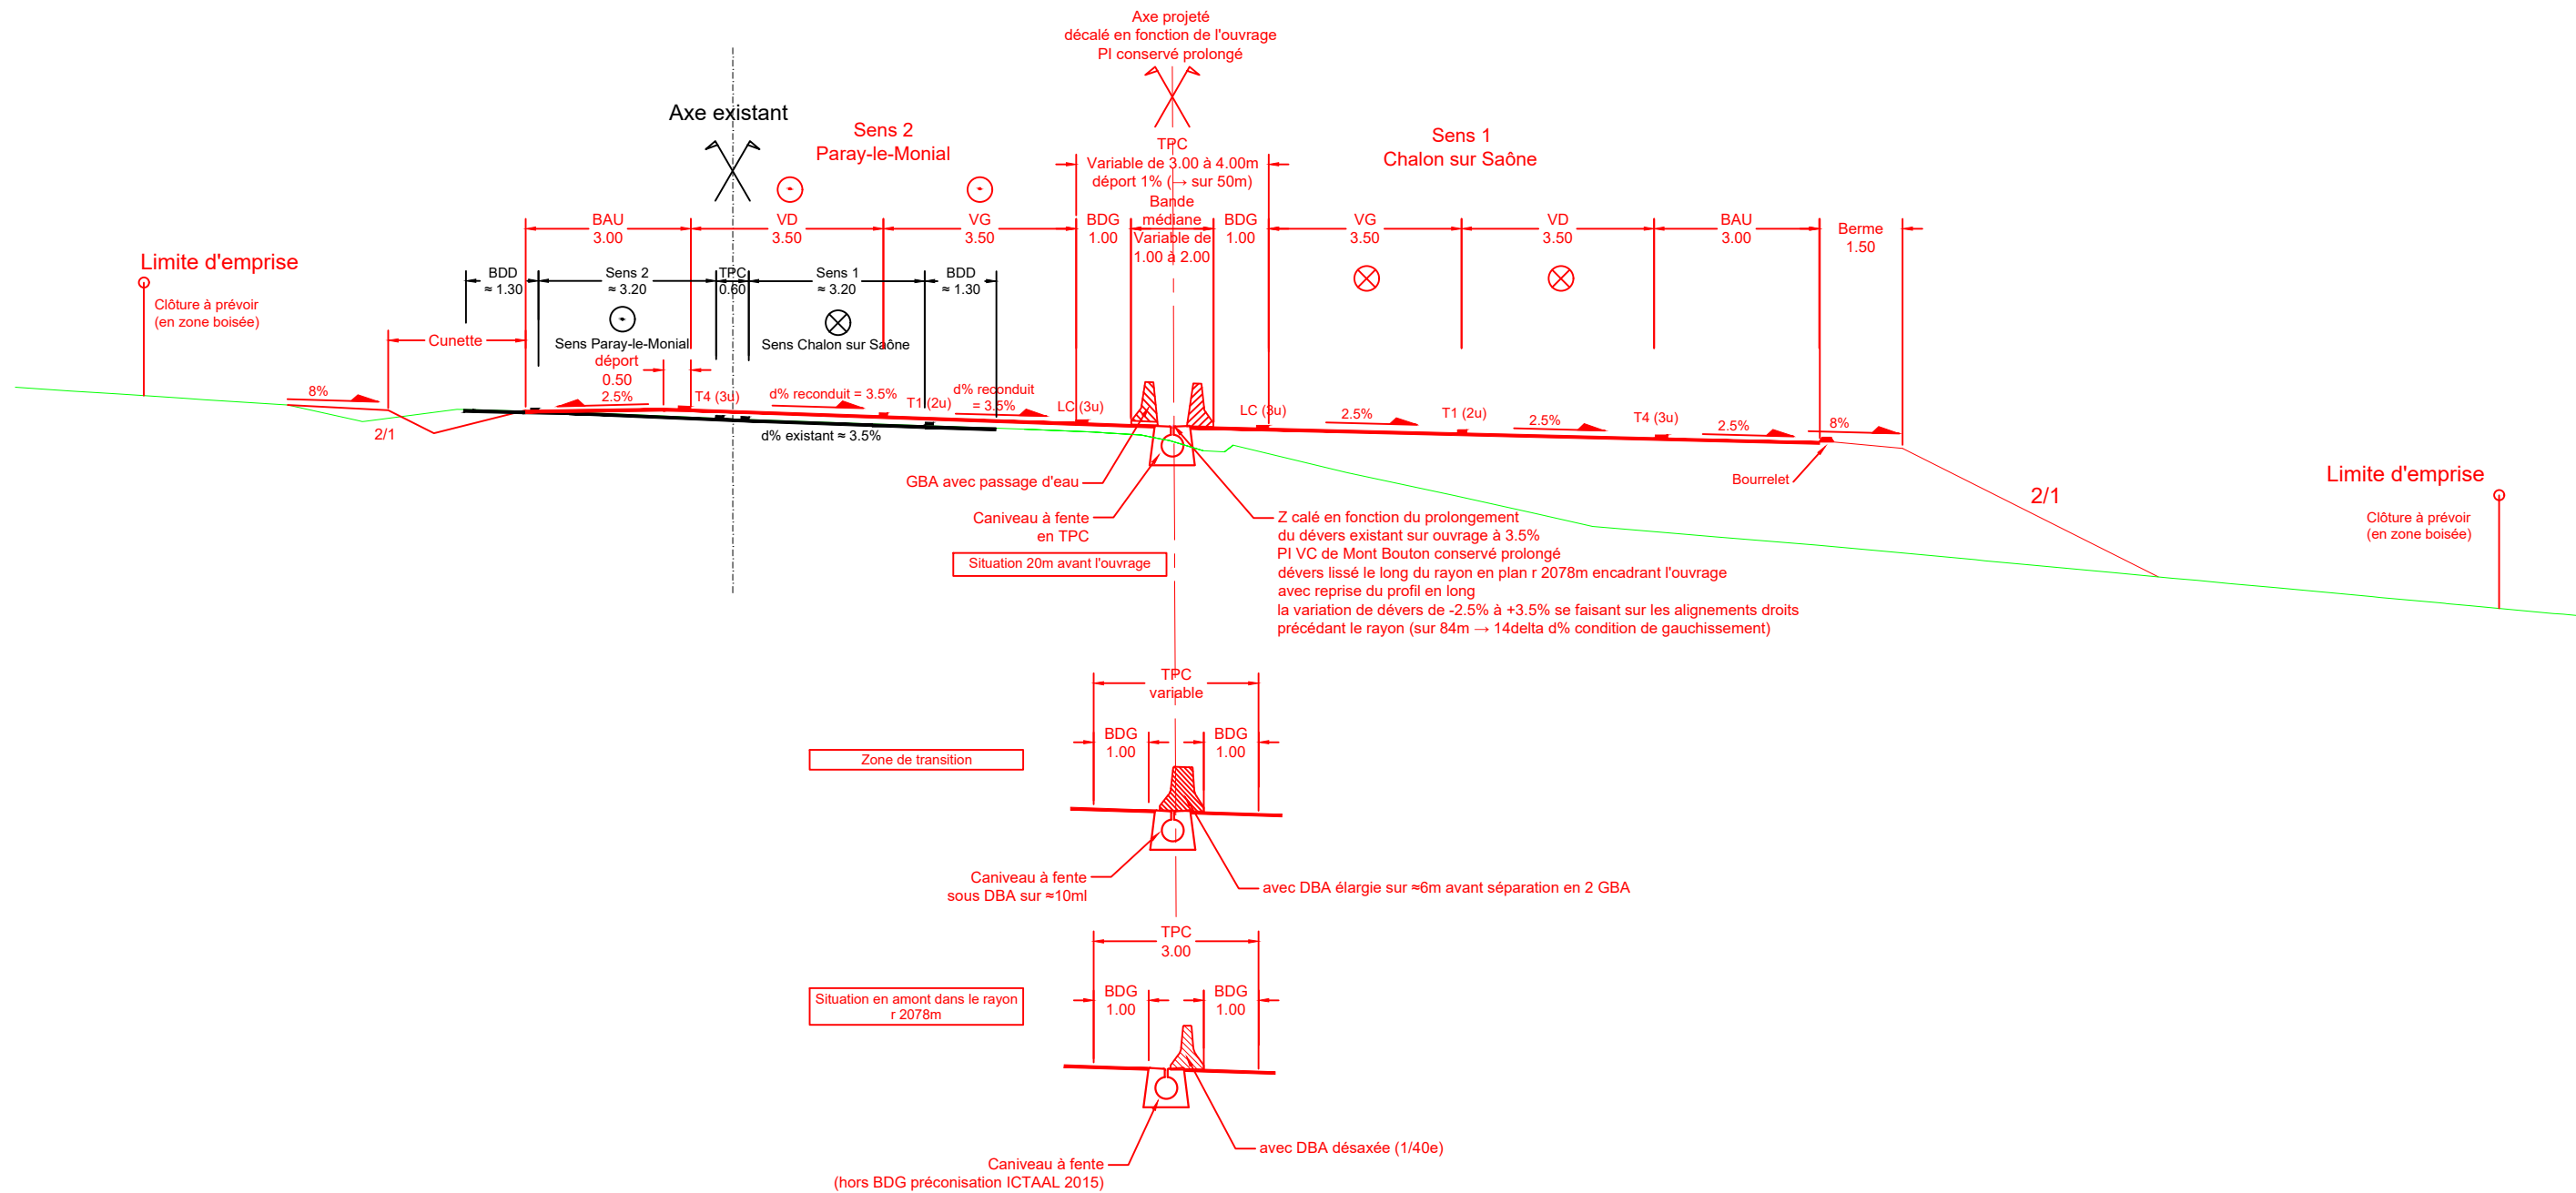 Axe projeté
décalé en fonction de l'ouvrage
PI conservé prolongé
Axe existant
Sens 2
Paray-le-Monial
Sens 1
Chalon sur Saône
TPC
Variable de 3.00 à 4.00m
déport 1% (→ sur 50m)
Bande
médiane
Variable de
1.00 à 2.00
BAU
3.00
VD
3.50
VG
3.50
BDG
1.00
BDG
1.00
VG
3.50
VD
3.50
BAU
3.00
Berme
1.50
Limite d'emprise
Clôture à prévoir
(en zone boisée)
BDD
≈ 1.30
Sens 2
≈ 3.20
TPC
0.60
Sens 1
≈ 3.20
BDD
≈ 1.30
Sens Paray-le-Monial
Sens Chalon sur Saône
Cunette
déport
0.50
8%
2.5%
T4 (3u)
d% reconduit = 3.5%
T1 (2u)
d% reconduit
= 3.5%
LC (3u)
LC (3u)
2.5%
T1 (2u)
2.5%
T4 (3u)
2.5%
8%
2/1
d% existant ≈ 3.5%
GBA avec passage d'eau
Bourrelet
2/1
Limite d'emprise
Clôture à prévoir
(en zone boisée)
Caniveau à fente
en TPC
Situation 20m avant l'ouvrage
Z calé en fonction du prolongement
du dévers existant sur ouvrage à 3.5%
PI VC de Mont Bouton conservé prolongé
dévers lissé le long du rayon en plan r 2078m encadrant l'ouvrage
avec reprise du profil en long
la variation de dévers de -2.5% à +3.5% se faisant sur les alignements droits
précédant le rayon (sur 84m → 14delta d% condition de gauchissement)
TPC
variable
BDG
1.00
BDG
1.00
Zone de transition
Caniveau à fente
sous DBA sur ≈10ml
avec DBA élargie sur ≈6m avant séparation en 2 GBA
TPC
3.00
BDG
1.00
BDG
1.00
Situation en amont dans le rayon
r 2078m
avec DBA désaxée (1/40e)
Caniveau à fente
(hors BDG préconisation ICTAAL 2015)